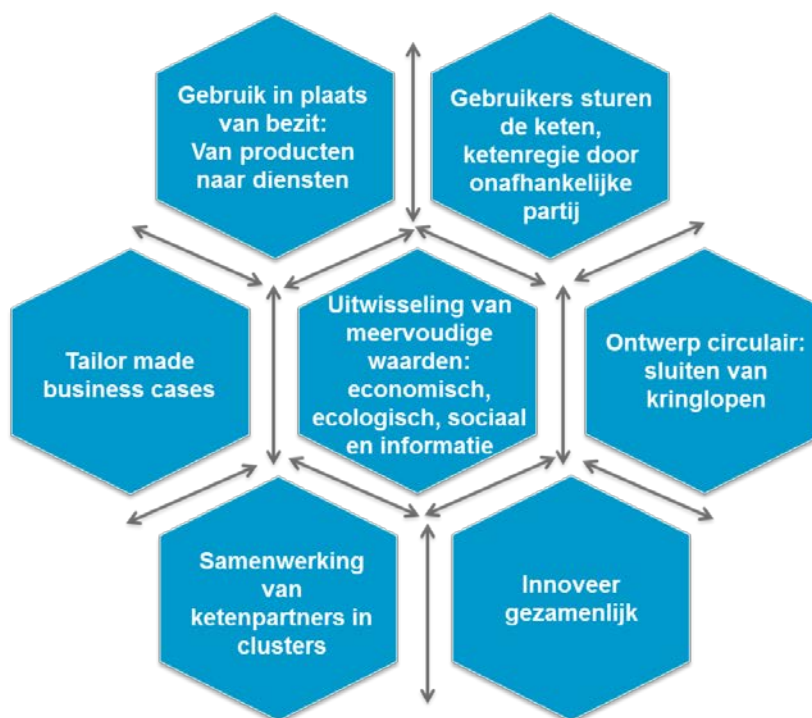 Gebruik in plaats
van bezit:
Van producten
naar diensten
Gebruikers sturen
de keten,
ketenregie door
onafhankelijke
partij
Tailor made
business cases
Uitwisseling van
meervoudige
waarden:
economisch,
ecologisch, sociaal
en informatie
Ontwerp circulair:
sluiten van
kringlopen
Samenwerking
van
ketenpartners in
clusters
Innoveer
gezamenlijk